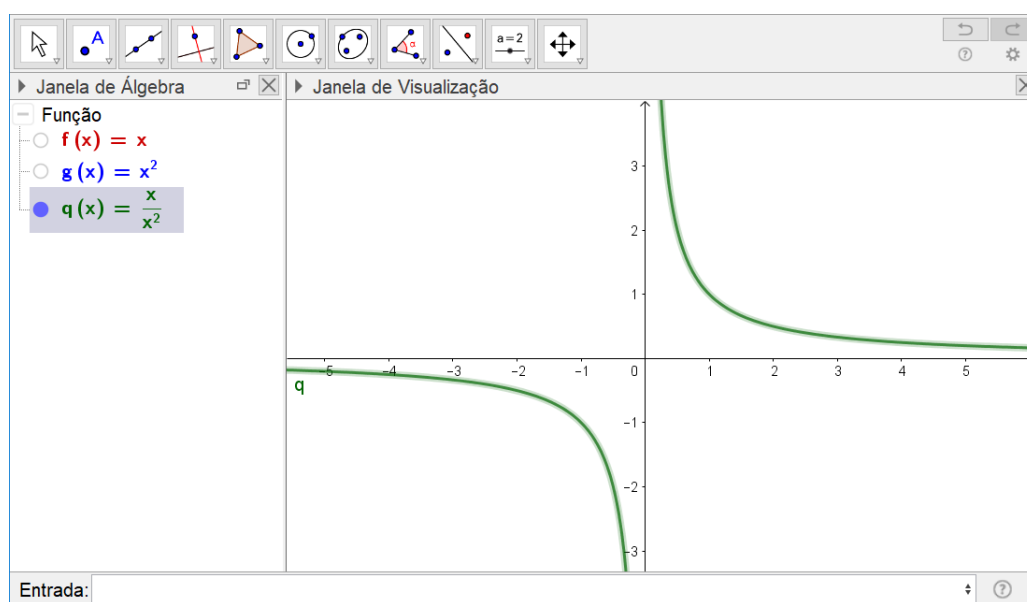 A
α
a=2
Janela de Álgebra
Janela de Visualização
Função
f (x) = x
g (x) = x²
q (x) = x/x²
3
2
1
-5 -4 -3 -2 -1 0 1 2 3 4 5
q
-1
-2
-3
Entrada: